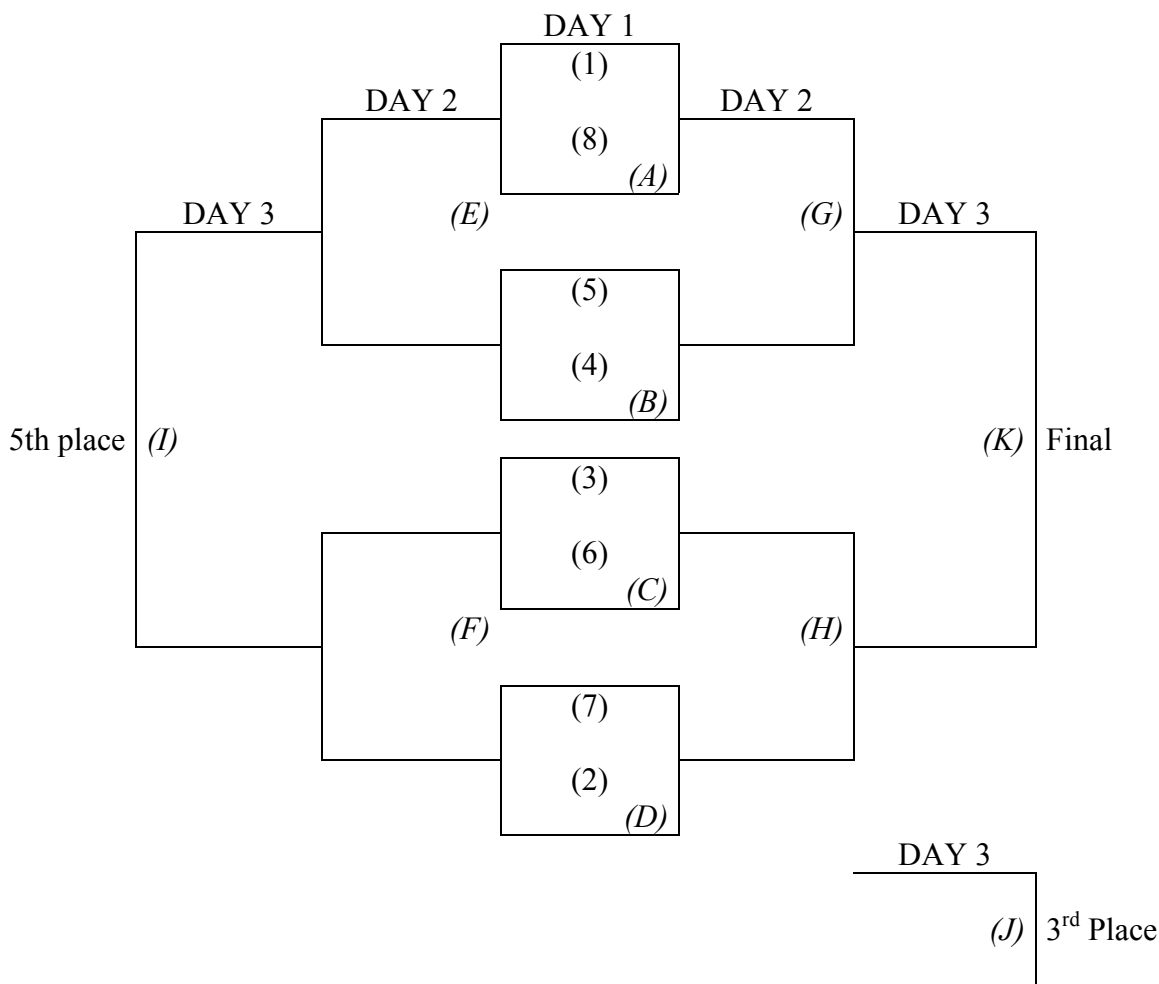 DAY 1
(1)
DAY 2
DAY 2
(8)
(A)
DAY 3
(E)
(G)
DAY 3
(5)
(4)
(B)
5th place
(I)
(K)
Final
(3)
(6)
(C)
(F)
(H)
(7)
(2)
(D)
DAY 3
(J)
3rd Place